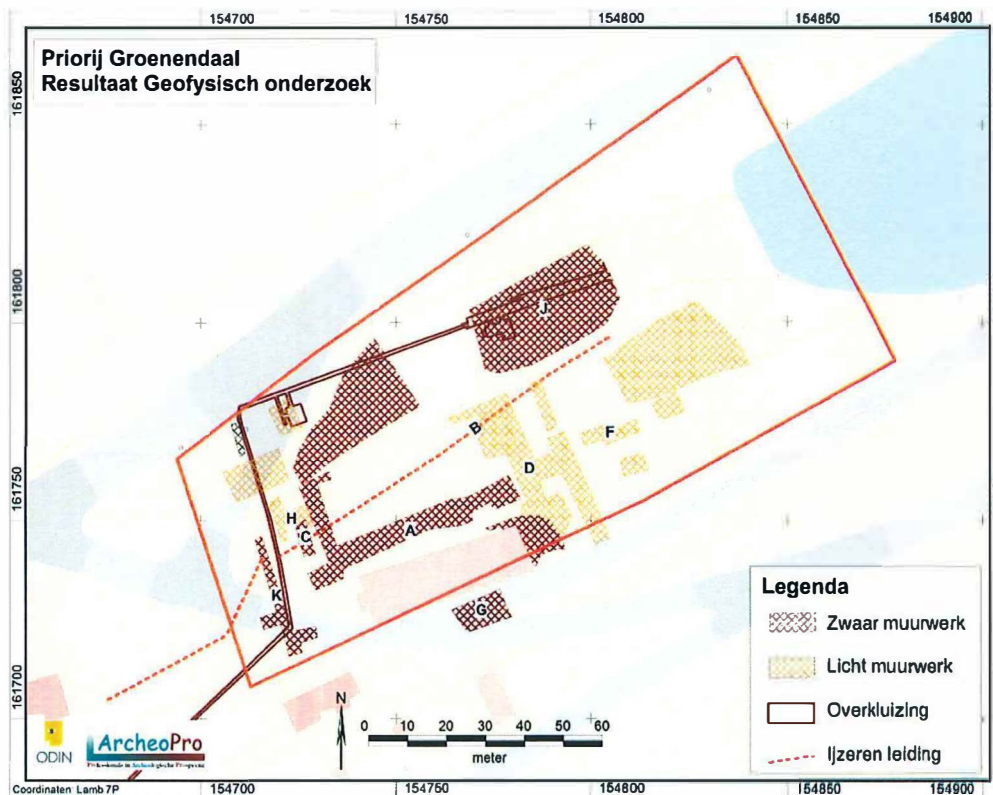 154700 154750 154800 154850 154900
Priorij Groenendaal
Resultaat Geofysisch onderzoek
161850
161800
161750
161700
J
B
F
D
H
A
C
K
G
Legenda
Zwaar muurwerk
Licht muurwerk
Overkluizing
Ijzeren leiding
N
0 10 20 30 40 50 60
meter
ODIN
ArcheoPro
Coordinaten: Lamb 7P
154700 154750 154800 154850 154900